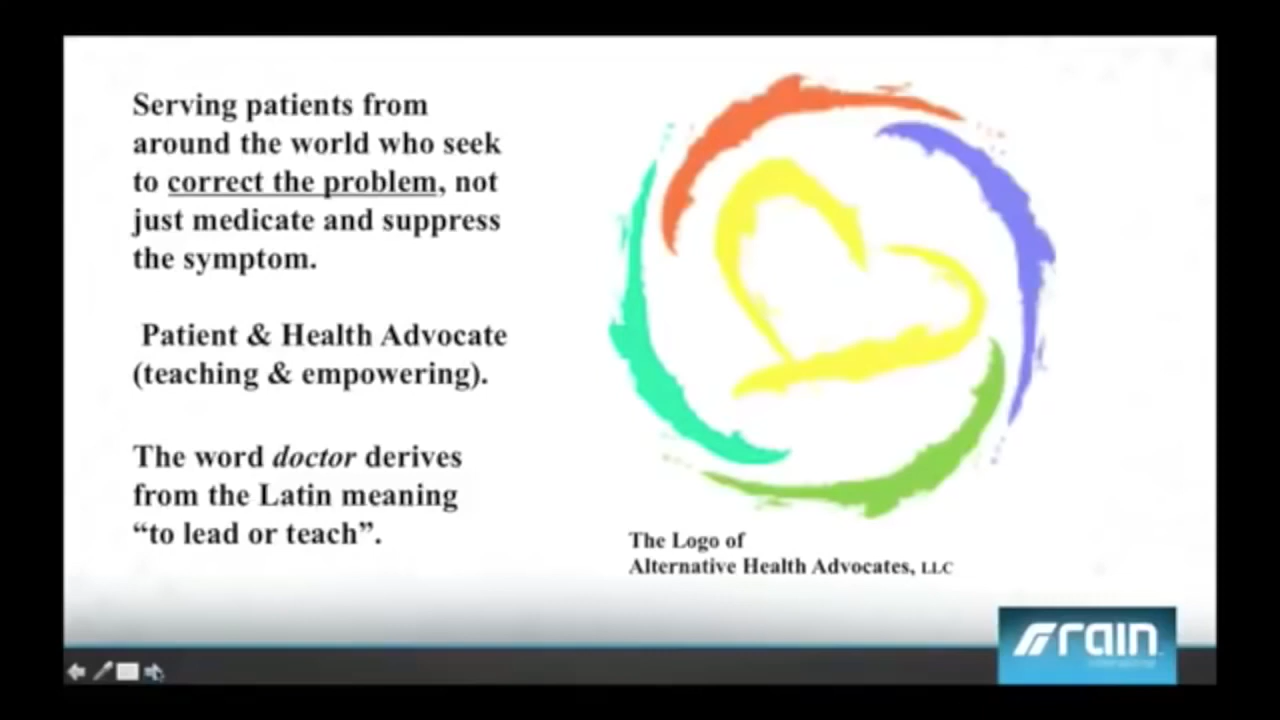 Serving patients from
around the world who seek
to correct the problem, not
just medicate and suppress
the symptom.
Patient & Health Advocate
(teaching & empowering).
The word doctor derives
from the Latin meaning
“to lead or teach”.
The Logo of
Alternative Health Advocates, LLC
rain